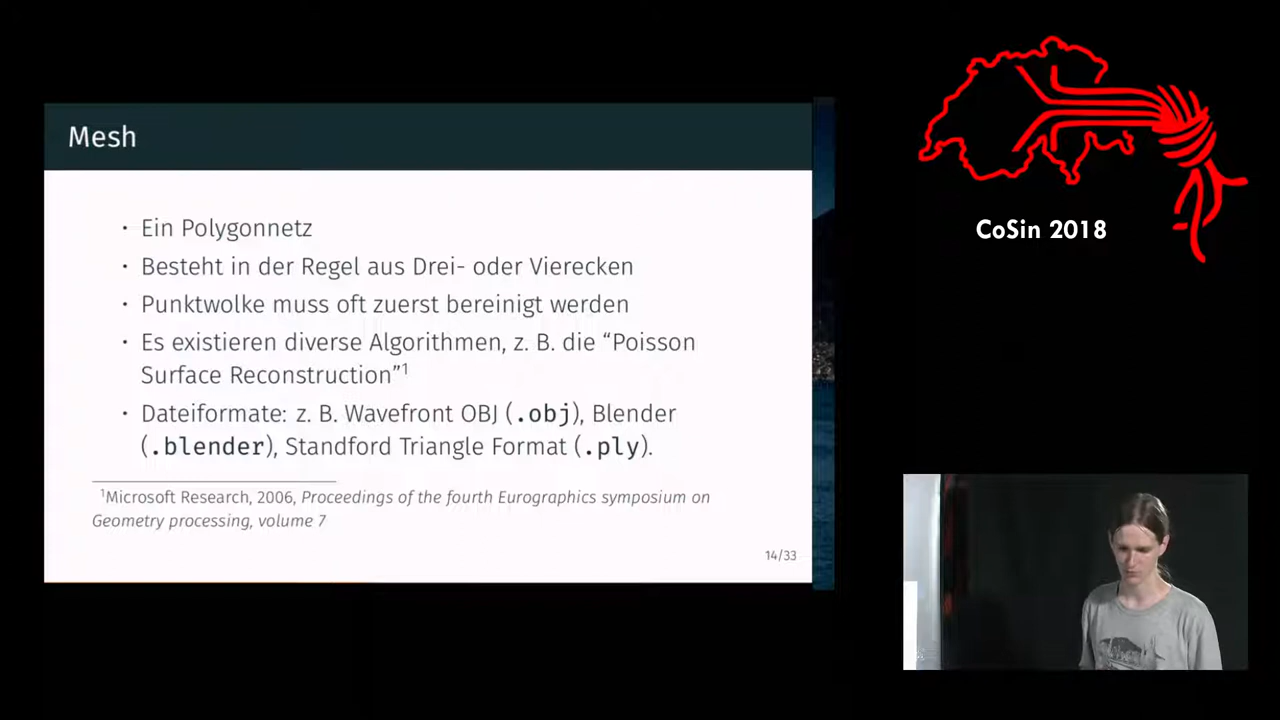 Mesh
• Ein Polygonnetz
• Besteht in der Regel aus Drei- oder Vierecken
• Punktwolke muss oft zuerst bereinigt werden
• Es existieren diverse Algorithmen, z. B. die “Poisson
Surface Reconstruction”¹
• Dateiformate: z. B. Wavefront OBJ (.obj), Blender
(.blender), Standford Triangle Format (.ply).
¹Microsoft Research, 2006, Proceedings of the fourth Eurographics symposium on
Geometry processing, volume 7
14/33
CoSin 2018